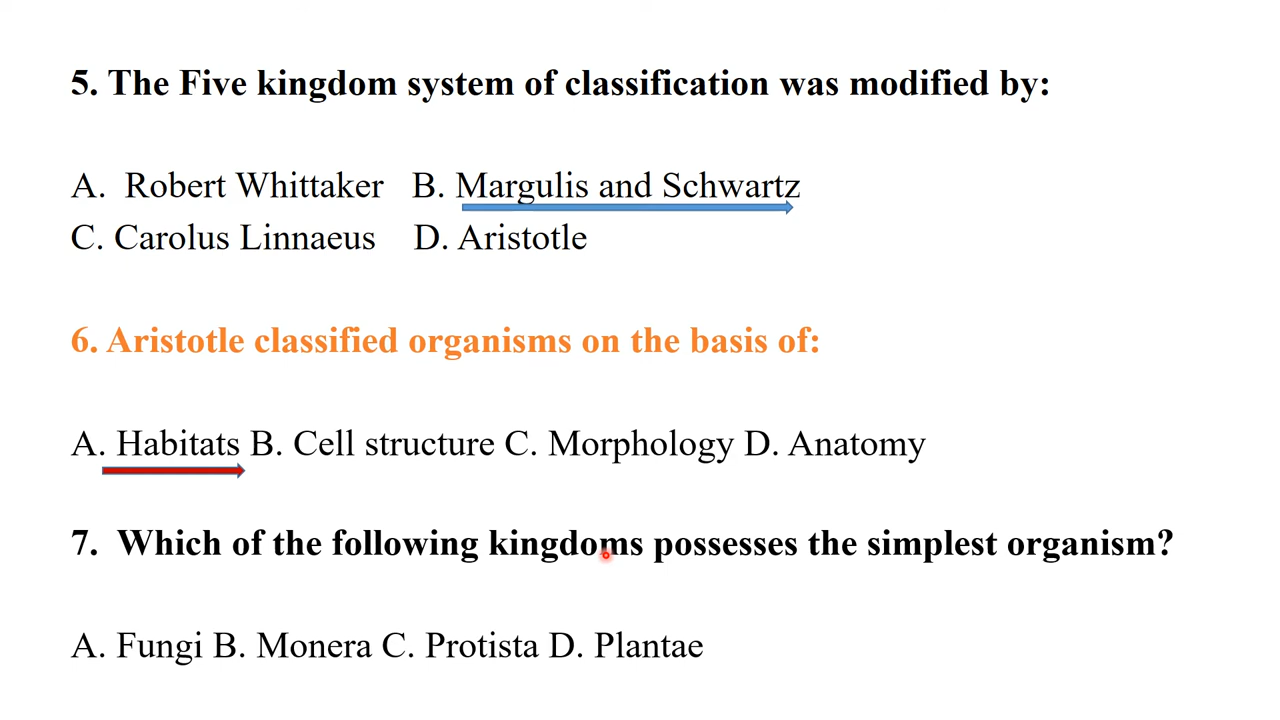 5. The Five kingdom system of classification was modified by:
A. Robert Whittaker B. Margulis and Schwartz
C. Carolus Linnaeus D. Aristotle
6. Aristotle classified organisms on the basis of:
A. Habitats B. Cell structure C. Morphology D. Anatomy
7. Which of the following kingdoms possesses the simplest organism?
A. Fungi B. Monera C. Protista D. Plantae